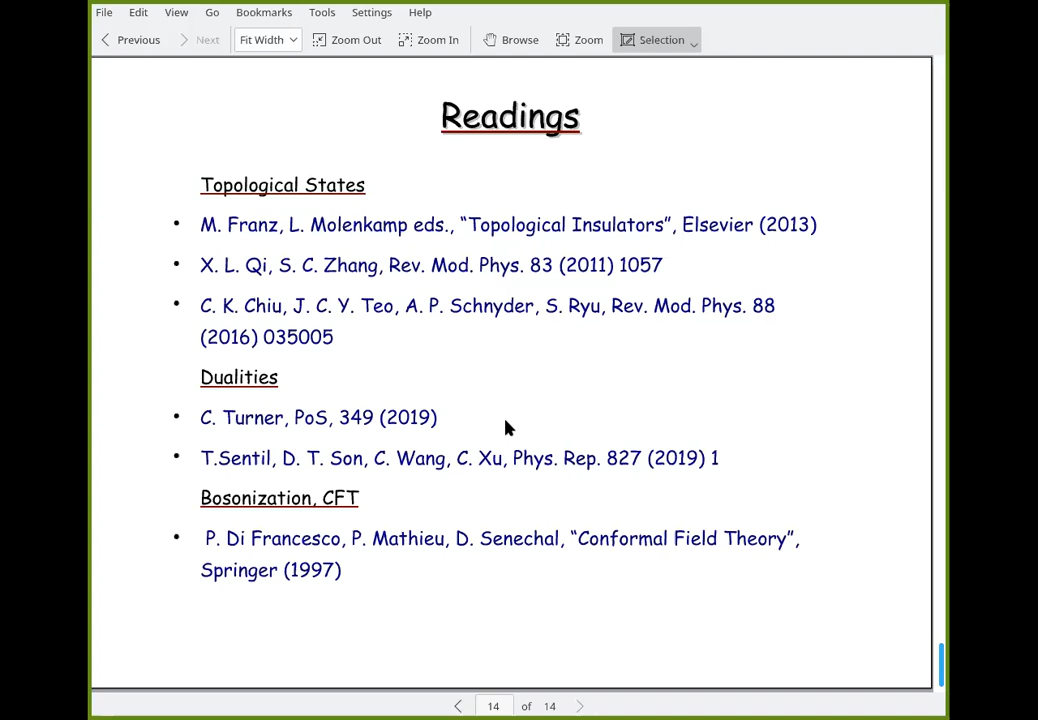 File Edit View Go Bookmarks Tools Settings Help
Previous Next Fit Width Zoom Out Zoom In Browse Zoom Selection
Readings
Topological States
• M. Franz, L. Molenkamp eds., “Topological Insulators”, Elsevier (2013)
• X. L. Qi, S. C. Zhang, Rev. Mod. Phys. 83 (2011) 1057
• C. K. Chiu, J. C. Y. Teo, A. P. Schnyder, S. Ryu, Rev. Mod. Phys. 88
(2016) 035005
Dualities
• C. Turner, PoS, 349 (2019)
• T.Sentil, D. T. Son, C. Wang, C. Xu, Phys. Rep. 827 (2019) 1
Bosonization, CFT
• P. Di Francesco, P. Mathieu, D. Senechal, “Conformal Field Theory”,
Springer (1997)
14 of 14